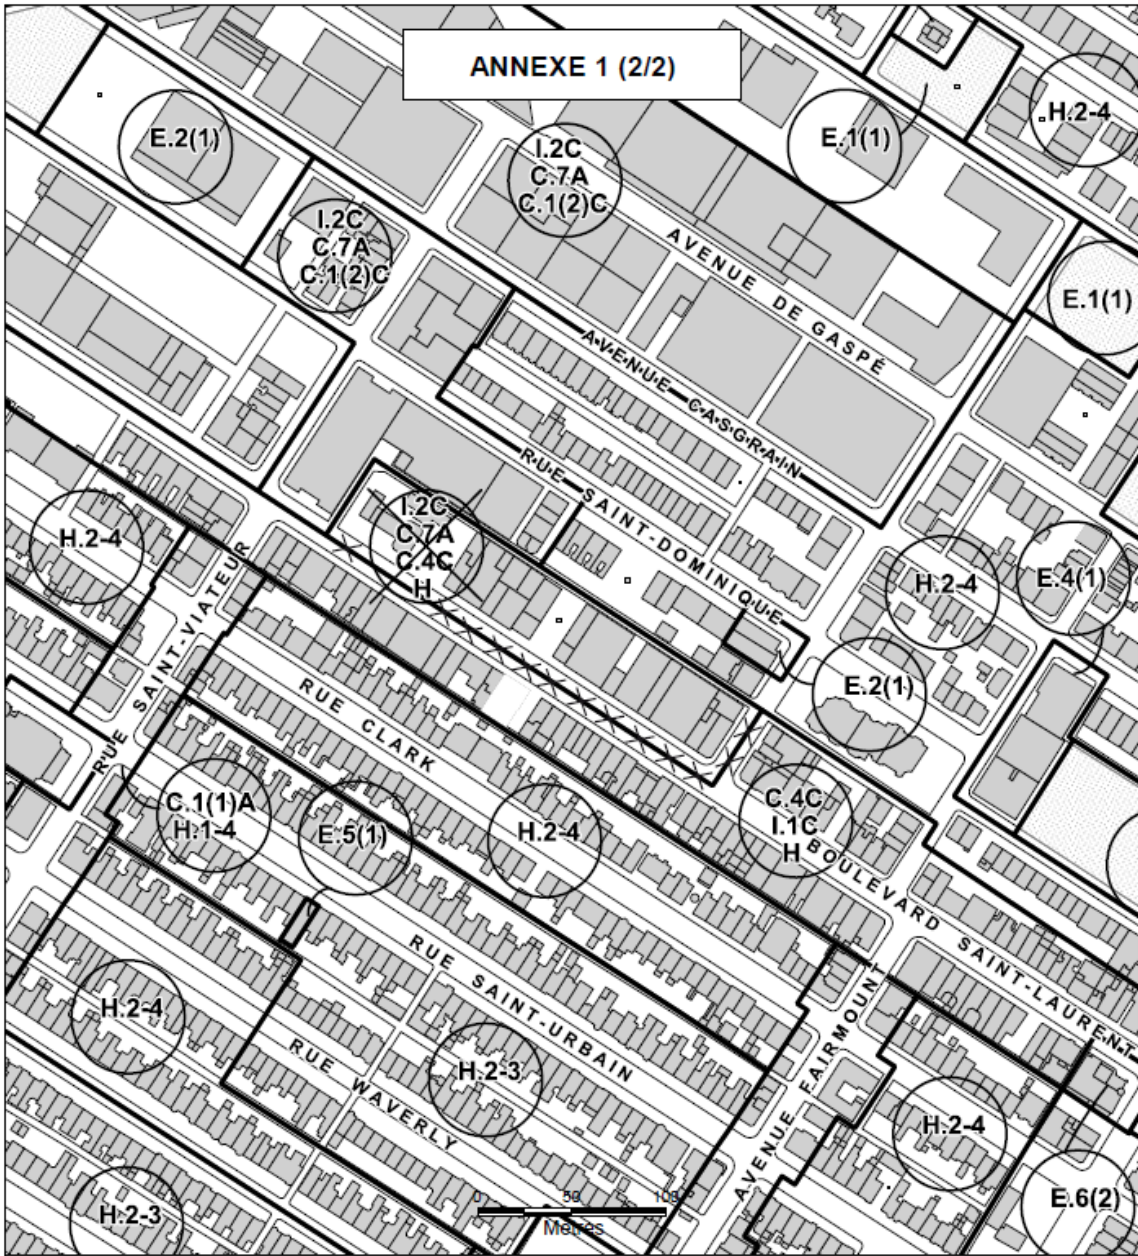 ANNEXE 1 (2/2)
H.2-4
E.2(1)
E.1(1)
I.2C
C.7A
C.1(2)C
I.2C
C.7A
C.1(2)C
AVENUE DE GASPÉ
E.1(1)
AVENUE CASGRAIN
RUE SAINT-DOMINIQUE
I.2C
C.7A
C.4C
H
H.2-4
H.2-4
E.4(1)
RUE SAINT-VIATEUR
E.2(1)
RUE CLARK
C.1(1)A
H.1-4
E.5(1)
H.2-4
C.4C
I.1C
H
BOULEVARD SAINT-LAURENT
RUE SAINT-URBAIN
H.2-4
RUE WAVERLY
H.2-3
AVENUE FAIRMOUNT
H.2-4
E.6(2)
H.2-3
0 50 100
Mètres